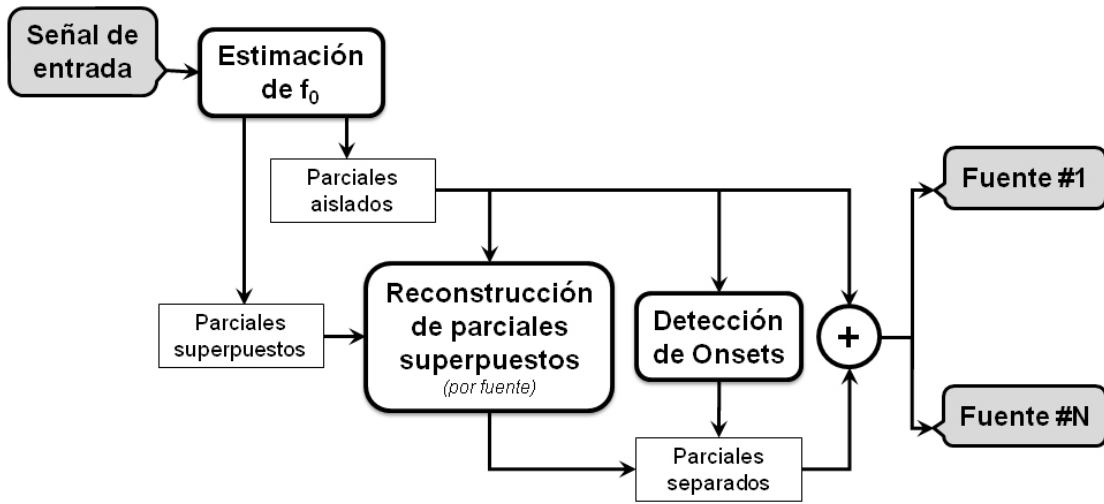 Señal de
entrada
Estimación
de f₀
Parciales
aislados
Fuente #1
Parciales
superpuestos
Reconstrucción
de parciales
superpuestos
(por fuente)
Detección
de Onsets
+
Fuente #N
Parciales
separados